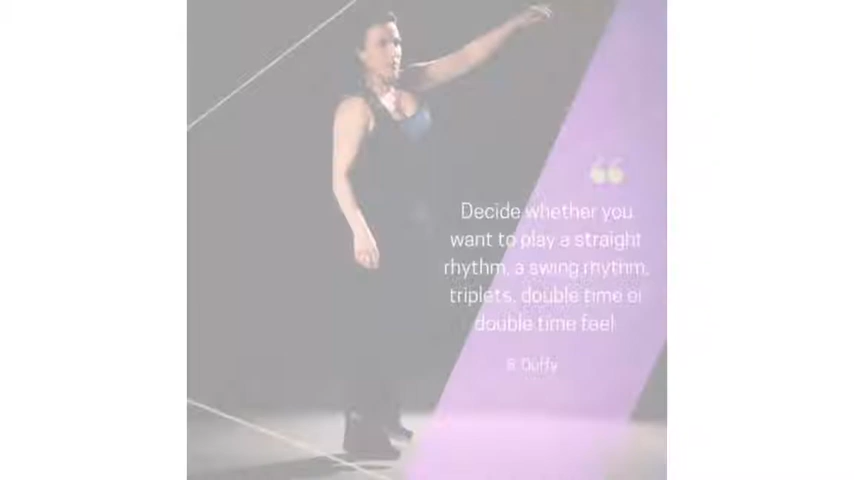 Decide whether you
want to play a straight
rhythm, a swing rhythm,
triplets, double time or
double time feel
B. Duffy